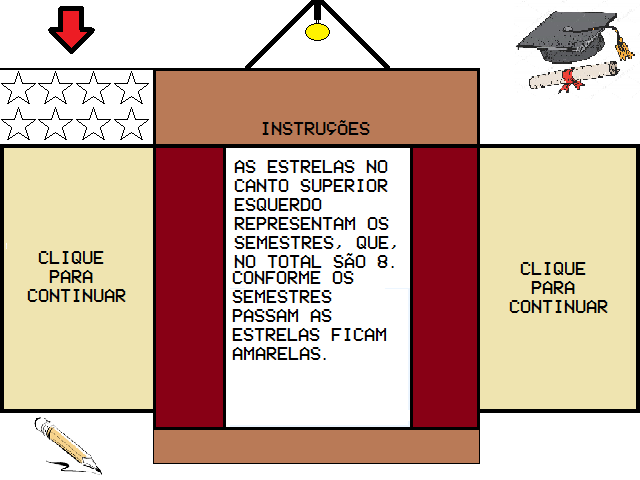 INSTRUÇÕES
AS ESTRELAS NO
CANTO SUPERIOR
ESQUERDO
REPRESENTAM OS
SEMESTRES, QUE,
NO TOTAL SÃO 8.
CONFORME OS
SEMESTRES
PASSAM AS
ESTRELAS FICAM
AMARELAS.
CLIQUE
PARA
CONTINUAR
CLIQUE
PARA
CONTINUAR